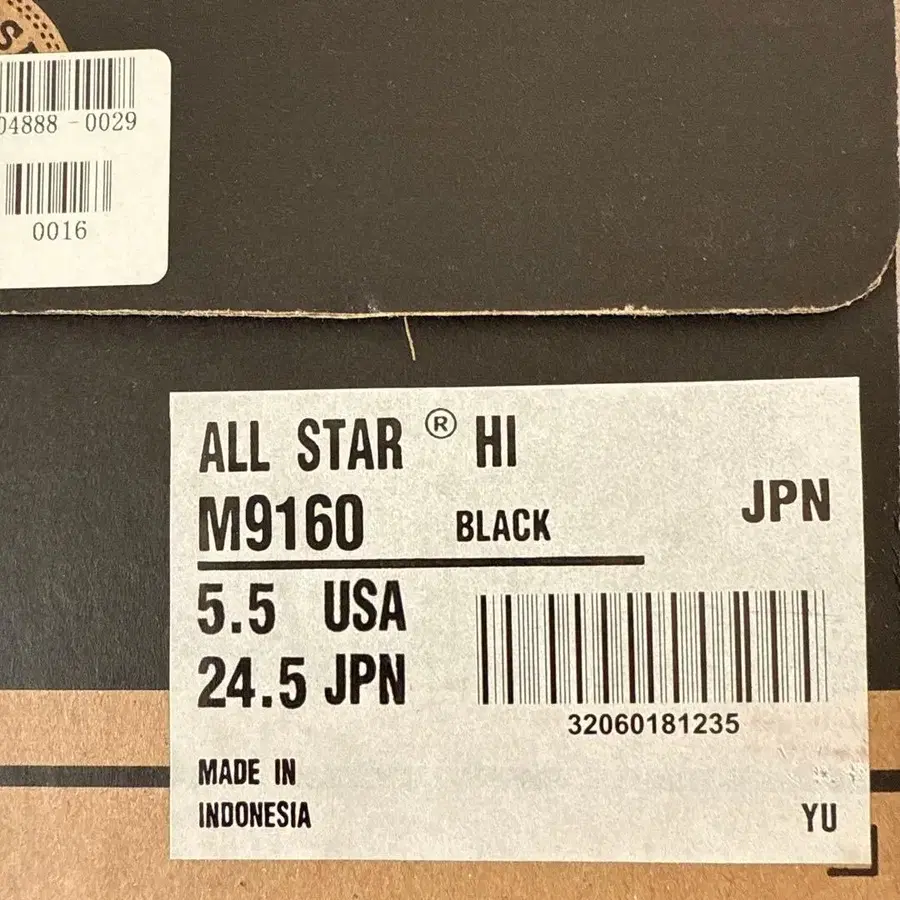 04888-0029
0016
ALL STAR ® HI
M9160 BLACK JPN
5.5 USA
24.5 JPN
32060181235
MADE IN
INDONESIA
YU